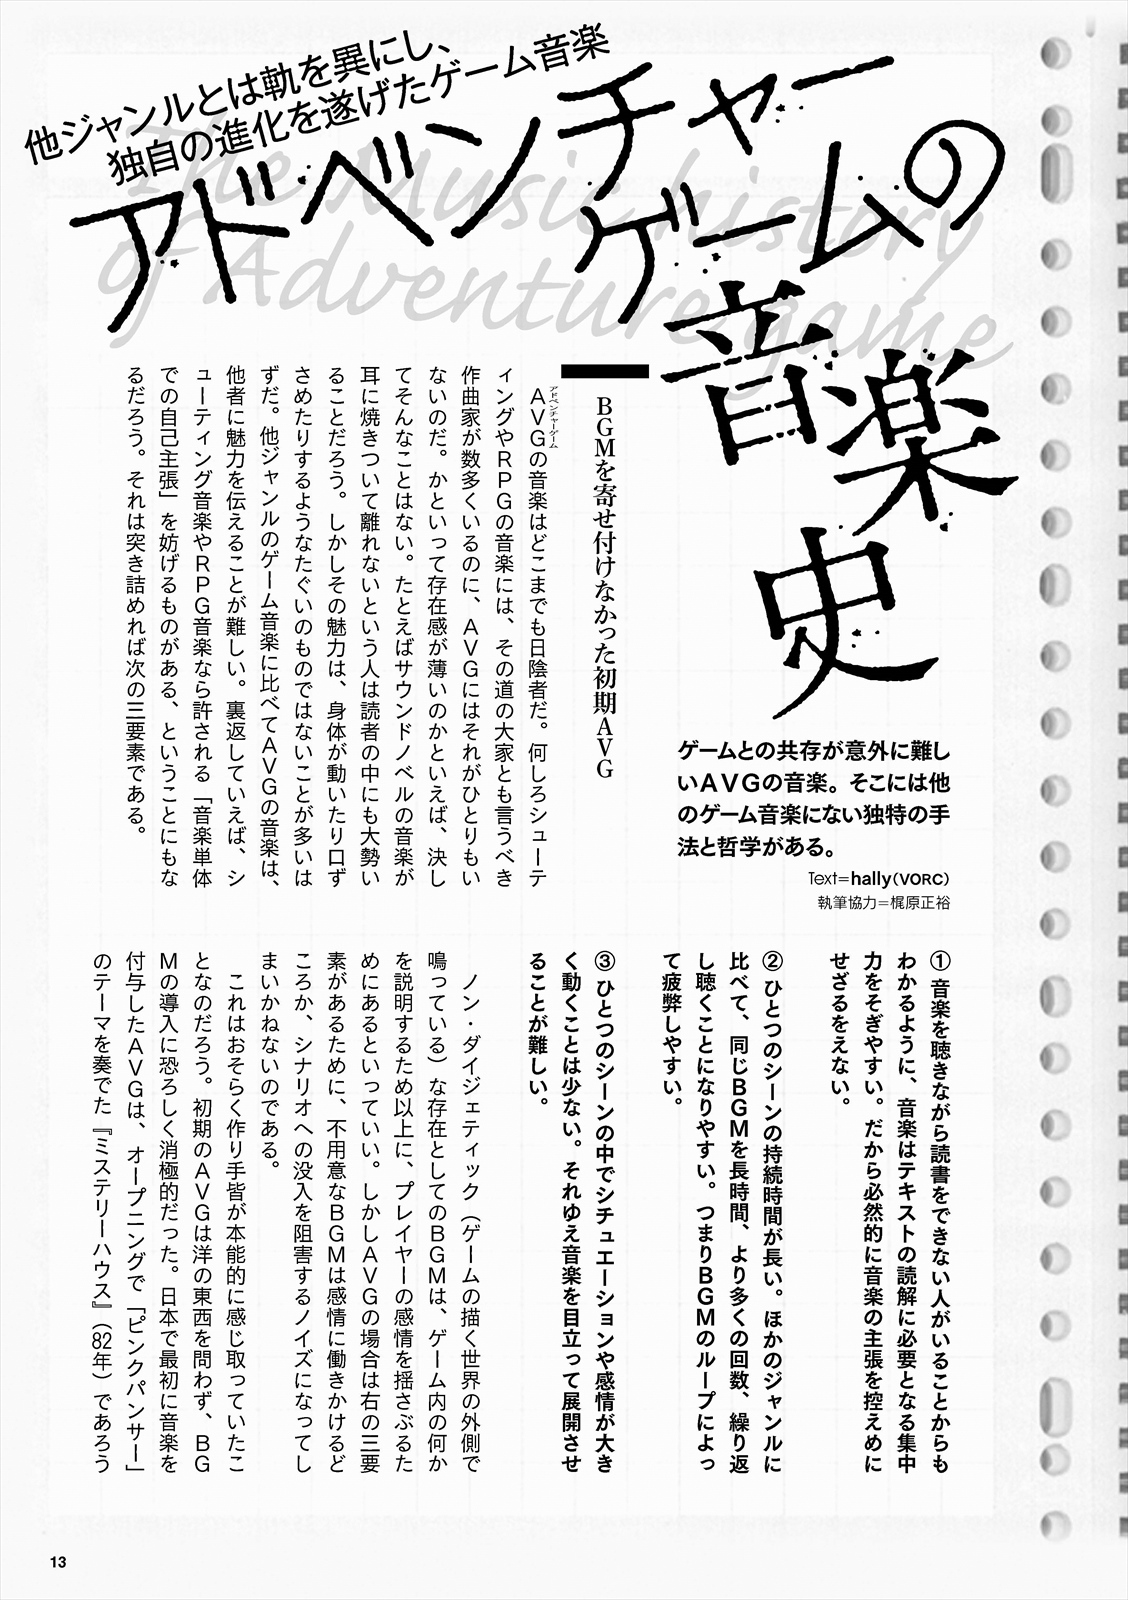 他ジャンルとは軌を異にし、
独自の進化を遂げたゲーム音楽
アドベンチャー
ゲームの
音楽
史
The Music history
of Adventure game
ゲームとの共存が意外に難し
いAVGの音楽。そこには他
のゲーム音楽にない独特の手
法と哲学がある。
Text=hally(VORC)
執筆協力=梶原正裕
BGMを寄せ付けなかった初期AVG
アドベンチャーゲーム
AVGの音楽はどこまでも日陰者だ。何しろシューテ
ィングやRPGの音楽には、その道の大家とも言うべき
作曲家が数多くいるのに、AVGにはそれがひとりもい
ないのだ。かといって存在感が薄いのかといえば、決し
てそんなことはない。たとえばサウンドノベルの音楽が
耳に焼きついて離れないという人は読者の中にも大勢い
ることだろう。しかしその魅力は、身体が動いたり口ず
さめたりするようなたぐいのものではないことが多いは
ずだ。他ジャンルのゲーム音楽に比べてAVGの音楽は、
他者に魅力を伝えることが難しい。裏返していえば、シ
ューティング音楽やRPG音楽なら許される「音楽単体
での自己主張」を妨げるものがある、ということにもな
るだろう。それは突き詰めれば次の三要素である。
① 音楽を聴きながら読書をできない人がいることからも
わかるように、音楽はテキストの読解に必要となる集中
力をそぎやすい。だから必然的に音楽の主張を控えめに
せざるをえない。
② ひとつのシーンの持続時間が長い。ほかのジャンルに
比べて、同じBGMを長時間、より多くの回数、繰り返
し聴くことになりやすい。つまりBGMのループによっ
て疲弊しやすい。
③ ひとつのシーンの中でシチュエーションや感情が大き
く動くことは少ない。それゆえ音楽を目立って展開させ
ることが難しい。
ノン・ダイジェティック（ゲームの描く世界の外側で
鳴っている）な存在としてのBGMは、ゲーム内の何か
を説明するため以上に、プレイヤーの感情を揺さぶるた
めにあるといっていい。しかしAVGの場合は右の三要
素があるために、不用意なBGMは感情に働きかけるど
ころか、シナリオへの没入を阻害するノイズになってし
まいかねないのである。
これはおそらく作り手皆が本能的に感じ取っていたこ
となのだろう。初期のAVGは洋の東西を問わず、BG
Mの導入に恐ろしく消極的だった。日本で最初に音楽を
付与したAVGは、オープニングで「ピンクパンサー」
のテーマを奏でた『ミステリーハウス』（82年）であろう
13